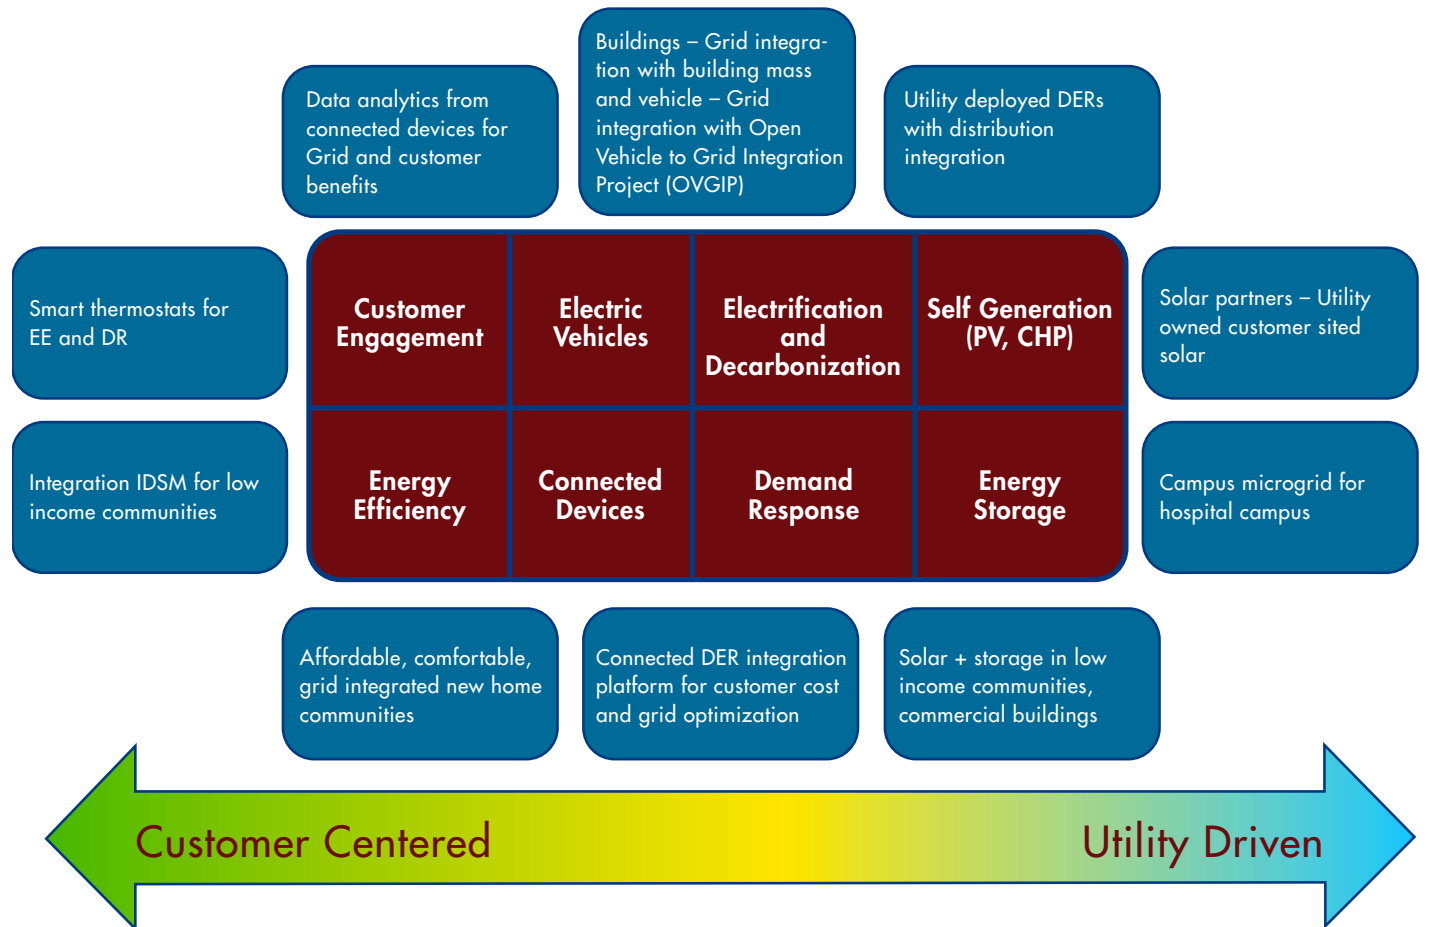 Buildings – Grid integra-
tion with building mass
and vehicle – Grid
integration with Open
Vehicle to Grid Integration
Project (OVGIP)
Data analytics from
connected devices for
Grid and customer
benefits
Utility deployed DERs
with distribution
integration
Smart thermostats for
EE and DR
Customer
Engagement
Electric
Vehicles
Electrification
and
Decarbonization
Self Generation
(PV, CHP)
Solar partners – Utility
owned customer sited
solar
Integration IDSM for low
income communities
Energy
Efficiency
Connected
Devices
Demand
Response
Energy
Storage
Campus microgrid for
hospital campus
Affordable, comfortable,
grid integrated new home
communities
Connected DER integration
platform for customer cost
and grid optimization
Solar + storage in low
income communities,
commercial buildings
Customer Centered
Utility Driven